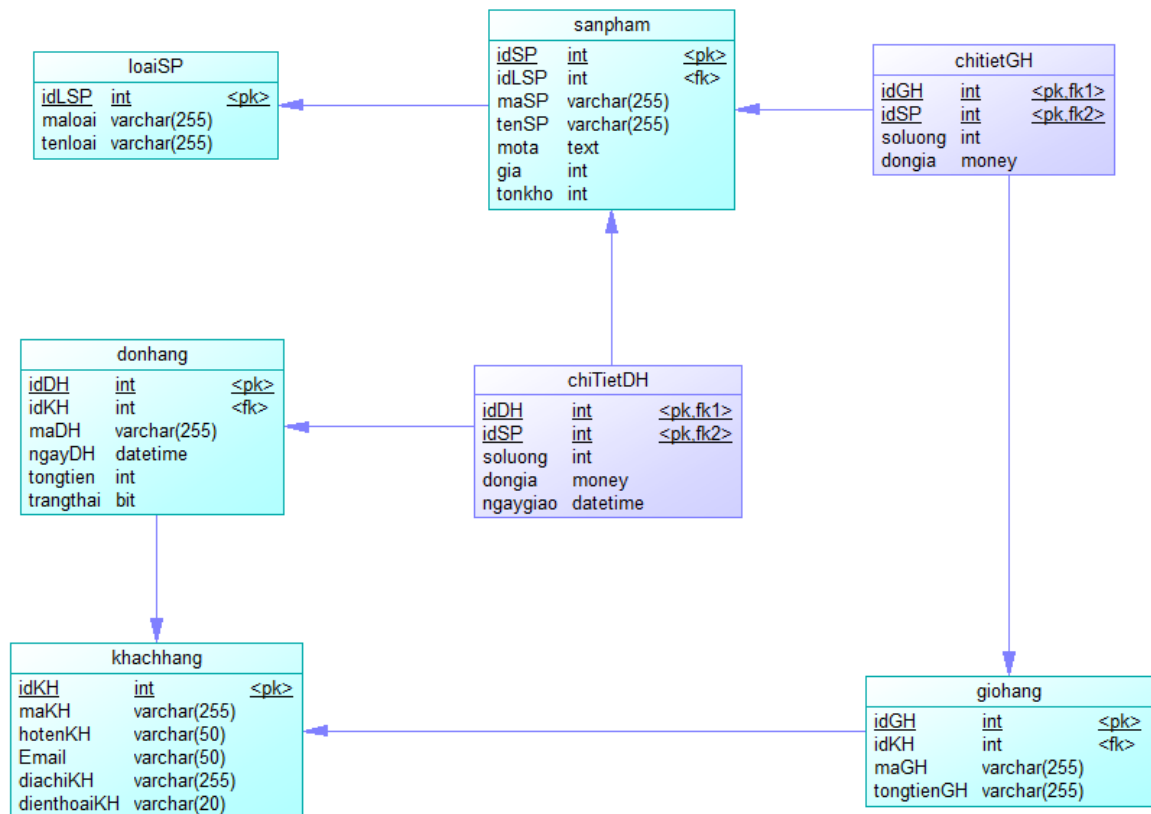 sanpham
idSP int <pk>
idLSP int <fk>
maSP varchar(255)
tenSP varchar(255)
mota text
gia int
tonkho int
loaiSP
idLSP int <pk>
maloai varchar(255)
tenloai varchar(255)
chitietGH
idGH int <pk,fk1>
idSP int <pk,fk2>
soluong int
dongia money
donhang
idDH int <pk>
idKH int <fk>
maDH varchar(255)
ngayDH datetime
tongtien int
trangthai bit
chiTietDH
idDH int <pk,fk1>
idSP int <pk,fk2>
soluong int
dongia money
ngaygiao datetime
khachhang
idKH int <pk>
maKH varchar(255)
hotenKH varchar(50)
Email varchar(50)
diachiKH varchar(255)
dienthoaiKH varchar(20)
giohang
idGH int <pk>
idKH int <fk>
maGH varchar(255)
tongtienGH varchar(255)